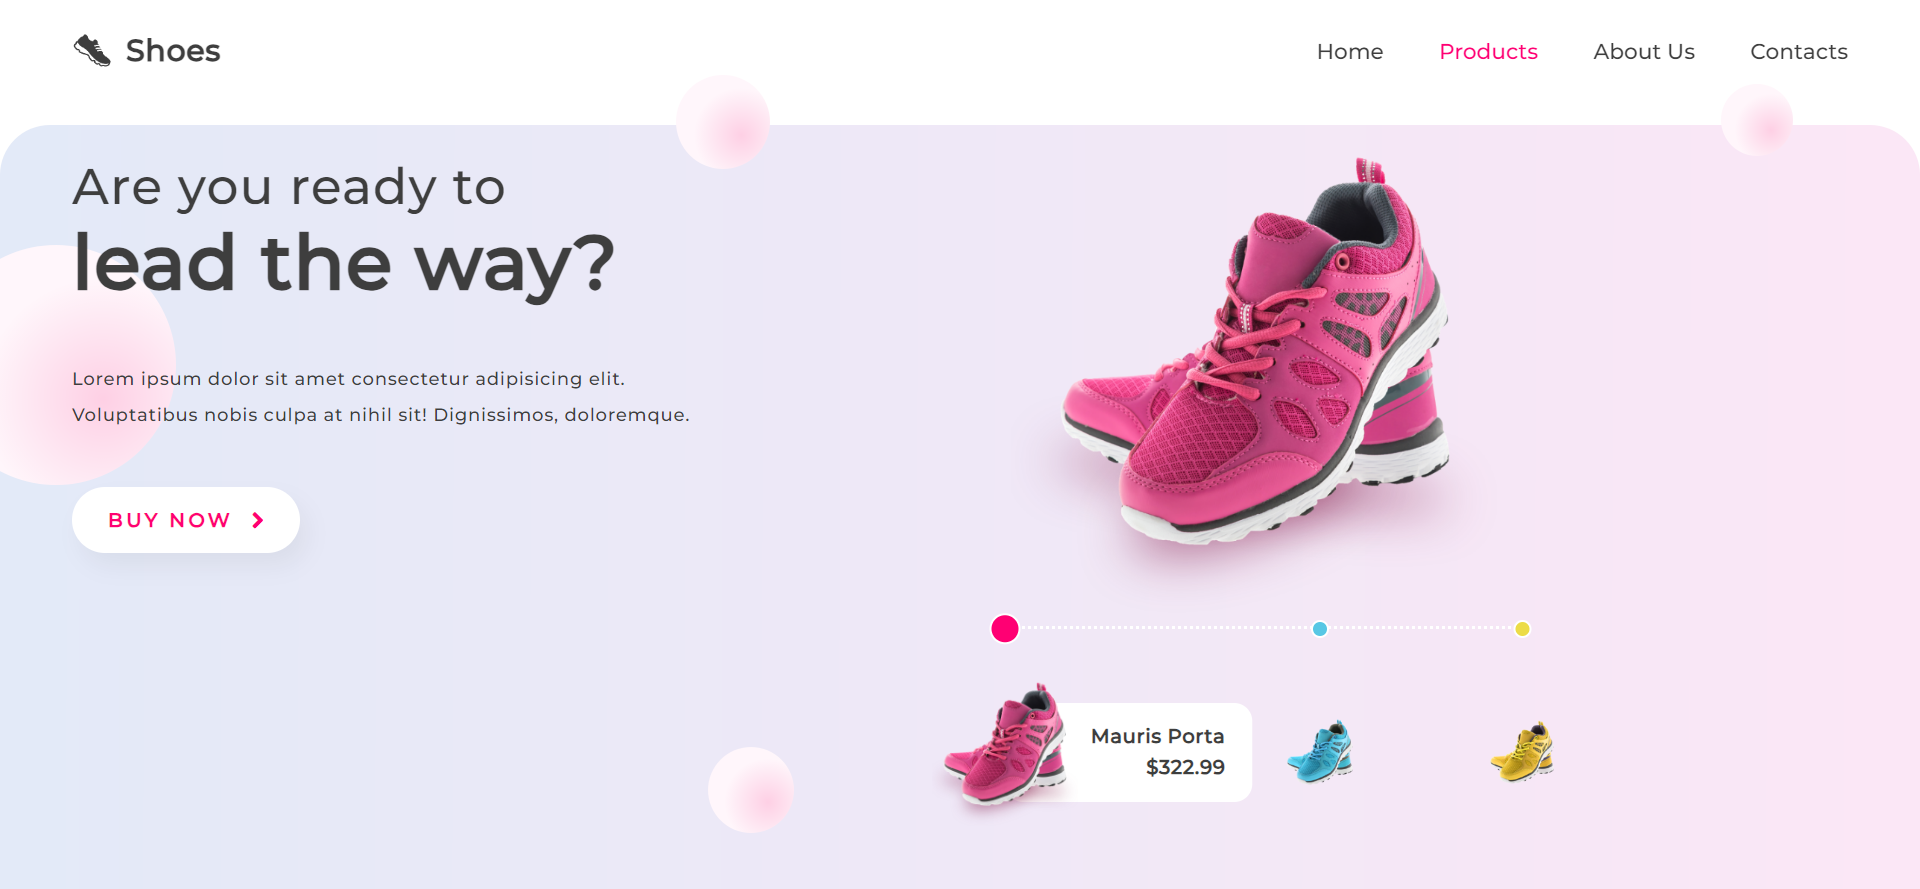 Shoes
Home
Products
About Us
Contacts
Are you ready to
lead the way?
Lorem ipsum dolor sit amet consectetur adipisicing elit.
Voluptatibus nobis culpa at nihil sit! Dignissimos, doloremque.
BUY NOW
Mauris Porta
$322.99